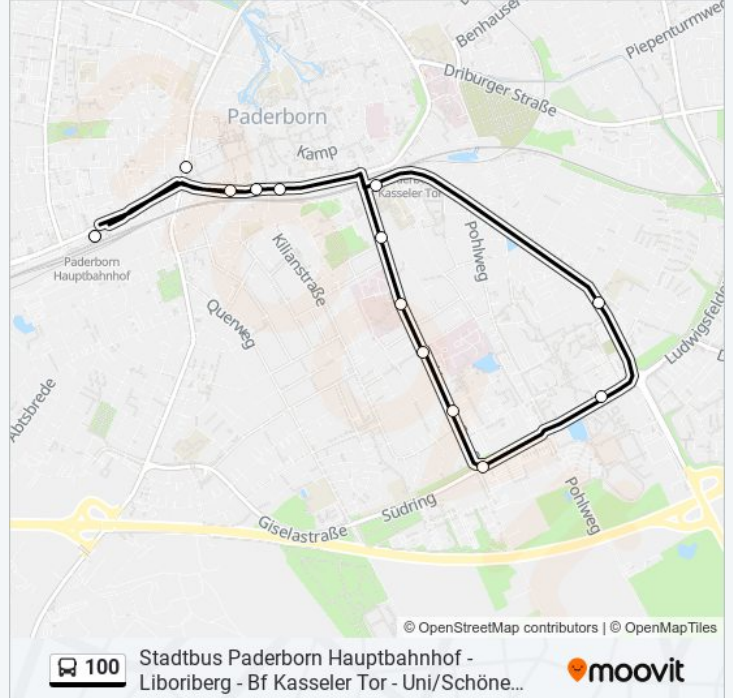 Benhauser
Piepenturmweg
Driburger Straße
Paderborn
Kamp
Kasseler Tor
Paderborn
Hauptbahnhof
Kilianstraße
Pohlweg
Querweg
Ludwigsfelde
Abtsbrede
Südring
Pohlweg
Giselastraße
© OpenStreetMap contributors | © OpenMapTiles
100
Stadtbus Paderborn Hauptbahnhof -
Liboriberg - Bf Kasseler Tor - Uni/Schöne...
moovit